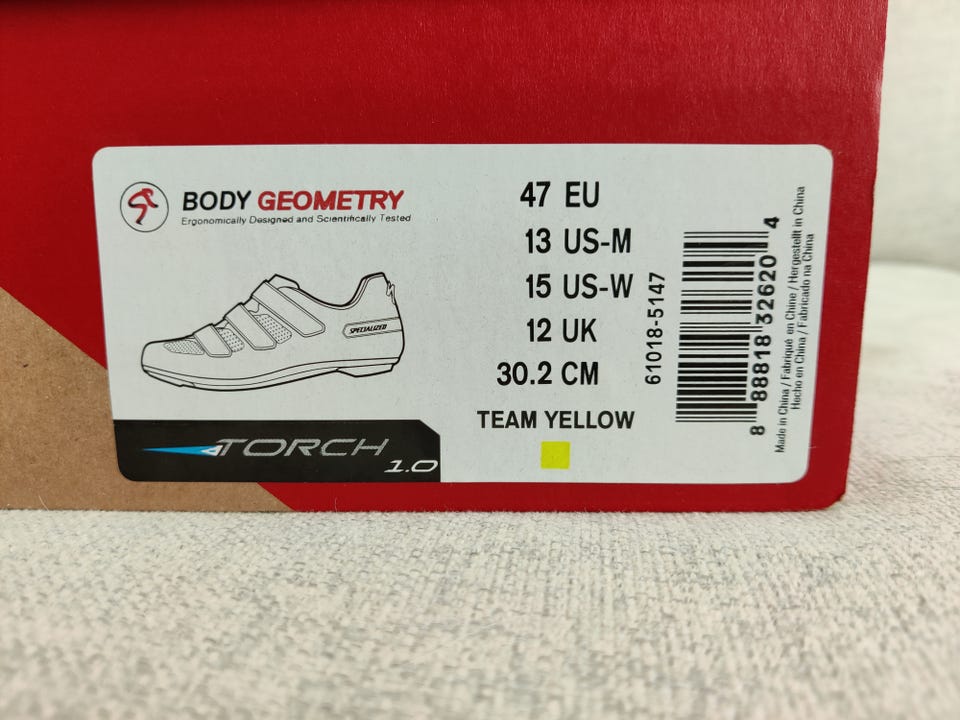 BODY GEOMETRY
Ergonomically Designed and Scientifically Tested
SPECIALIZED
TORCH
1.0
47 EU
13 US-M
15 US-W
12 UK
30.2 CM
TEAM YELLOW
61018-5147
8 88818 32620 4
Made in China / Fabriqué en Chine / Hergestellt in China
Hecho en China / Fabricado na China